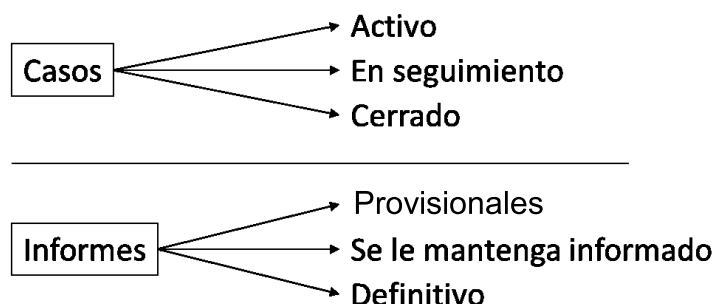 Activo
Casos
En seguimiento
Cerrado
Provisionales
Informes
Se le mantenga informado
Definitivo